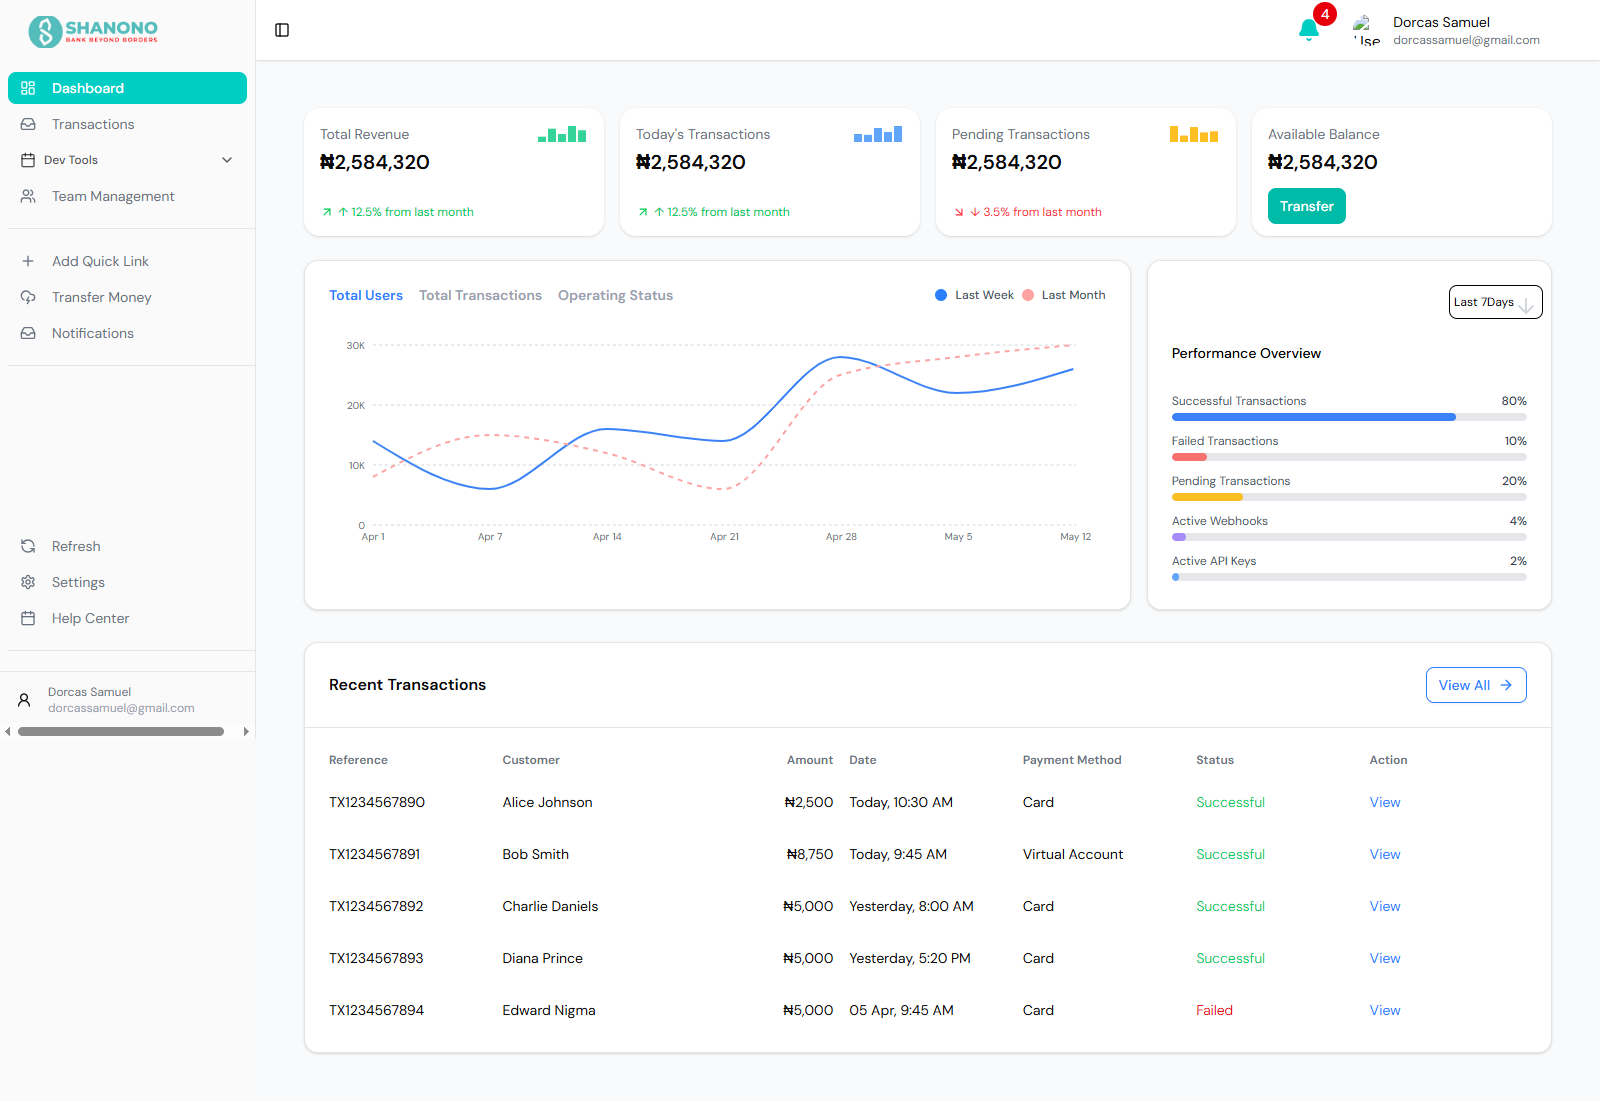 SHANONO
BANK BEYOND BORDERS
4
Use
Dorcas Samuel
dorcassamuel@gmail.com
Dashboard
Transactions
Dev Tools
Team Management
Add Quick Link
Transfer Money
Notifications
Refresh
Settings
Help Center
Dorcas Samuel
dorcassamuel@gmail.com
Total Revenue
₦2,584,320
↑ 12.5% from last month
Today's Transactions
₦2,584,320
↑ 12.5% from last month
Pending Transactions
₦2,584,320
↓ 3.5% from last month
Available Balance
₦2,584,320
Transfer
Total Users Total Transactions Operating Status
Last Week Last Month
30K
20K
10K
0
Apr 1 Apr 7 Apr 14 Apr 21 Apr 28 May 5 May 12
Last 7Days
Performance Overview
Successful Transactions 80%
Failed Transactions 10%
Pending Transactions 20%
Active Webhooks 4%
Active API Keys 2%
Recent Transactions
View All
Reference Customer Amount Date Payment Method Status Action
TX1234567890 Alice Johnson ₦2,500 Today, 10:30 AM Card Successful View
TX1234567891 Bob Smith ₦8,750 Today, 9:45 AM Virtual Account Successful View
TX1234567892 Charlie Daniels ₦5,000 Yesterday, 8:00 AM Card Successful View
TX1234567893 Diana Prince ₦5,000 Yesterday, 5:20 PM Card Successful View
TX1234567894 Edward Nigma ₦5,000 05 Apr, 9:45 AM Card Failed View